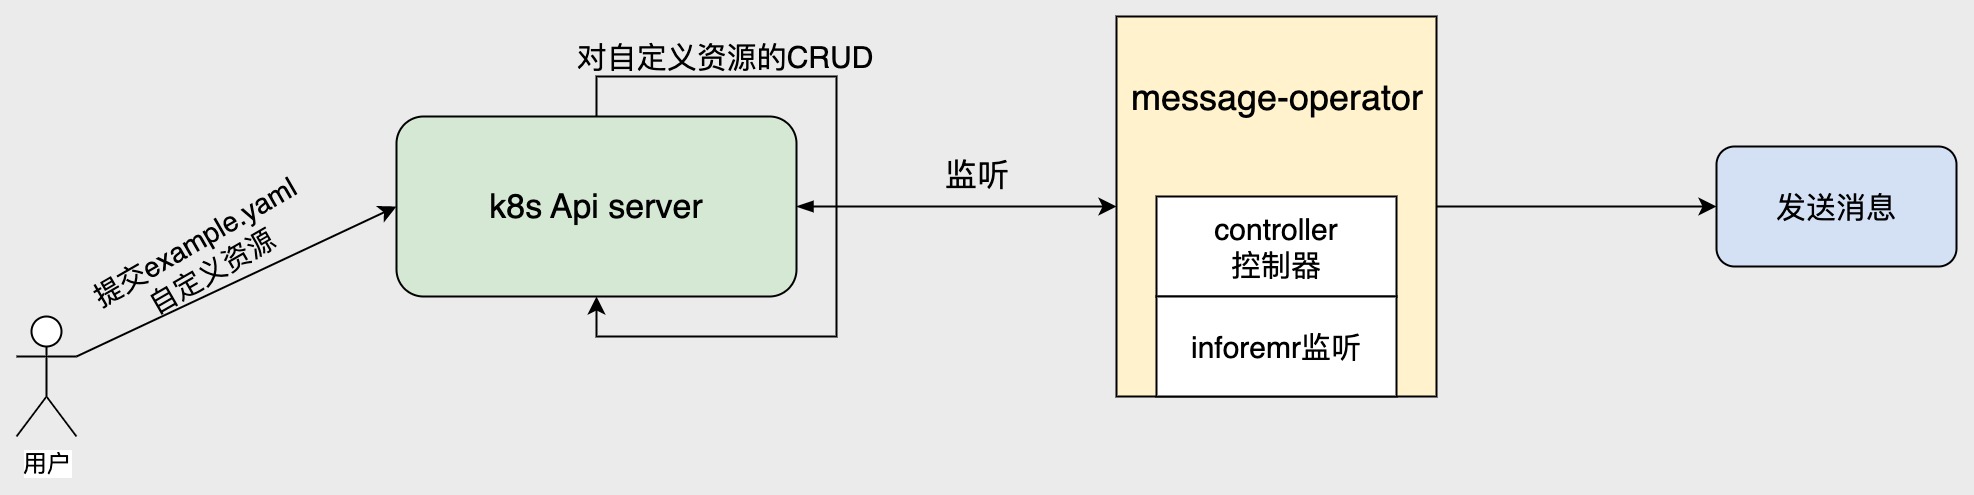 对自定义资源的CRUD
message-operator
监听
提交example.yaml
自定义资源
k8s Api server
controller
控制器
发送消息
inforemr监听
用户